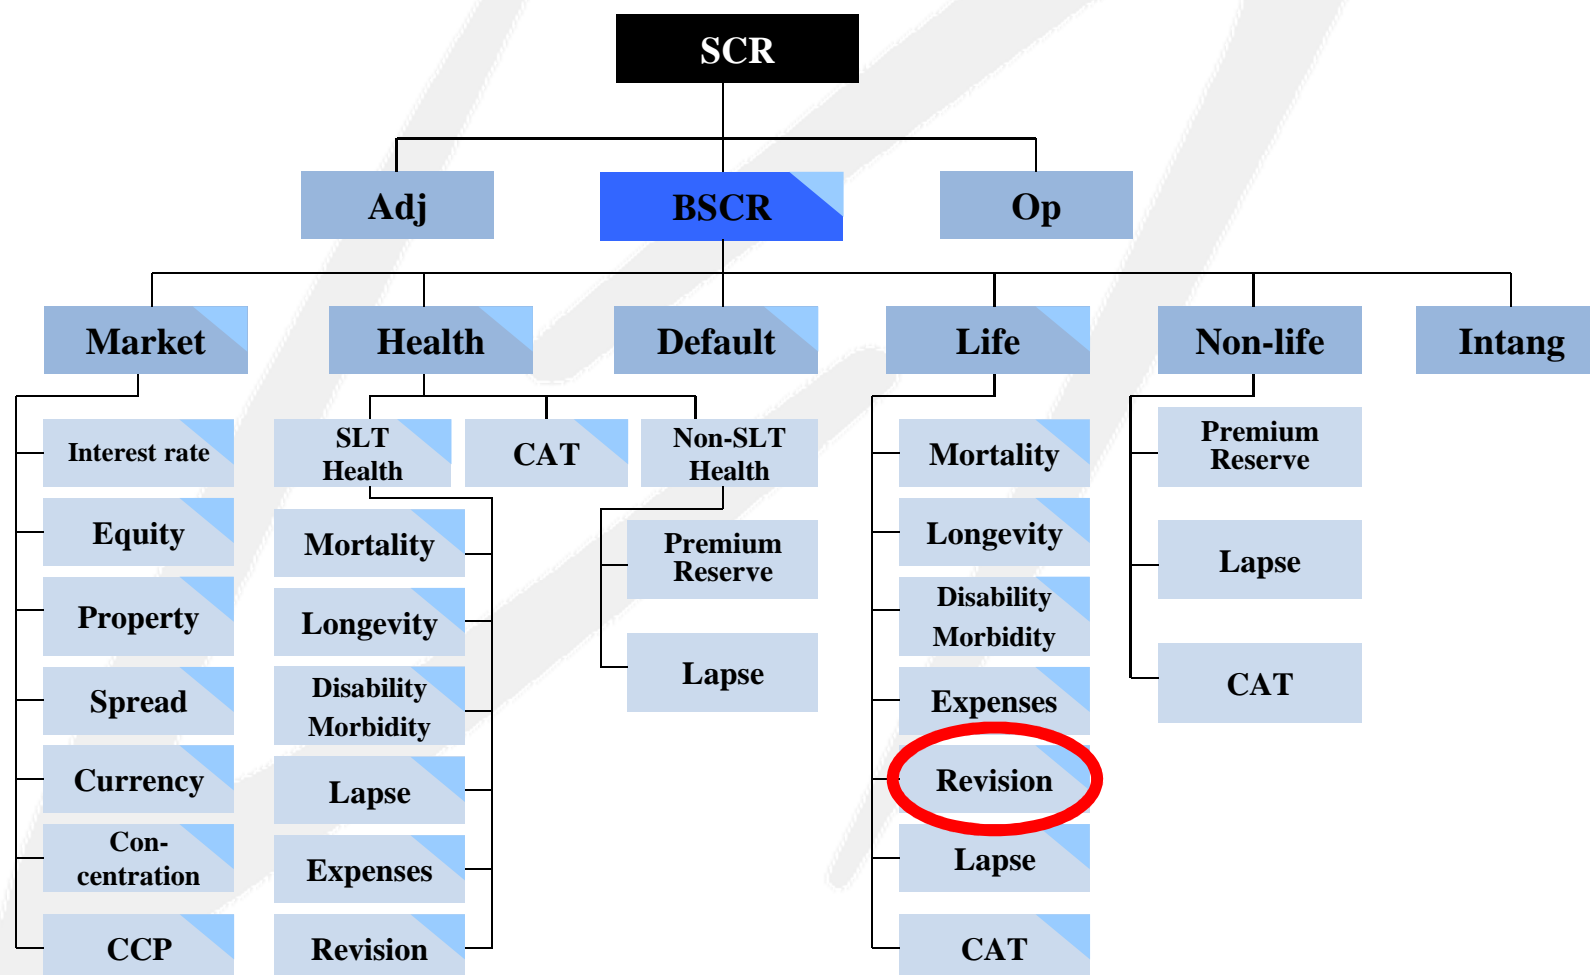 SCR
Adj
BSCR
Op
Market
Health
Default
Life
Non-life
Intang
Interest rate
Equity
Property
Spread
Currency
Con-
centration
CCP
SLT
Health
CAT
Non-SLT
Health
Mortality
Longevity
Disability
Morbidity
Lapse
Expenses
Revision
Premium
Reserve
Lapse
Mortality
Longevity
Disability
Morbidity
Expenses
Revision
Lapse
CAT
Premium
Reserve
Lapse
CAT